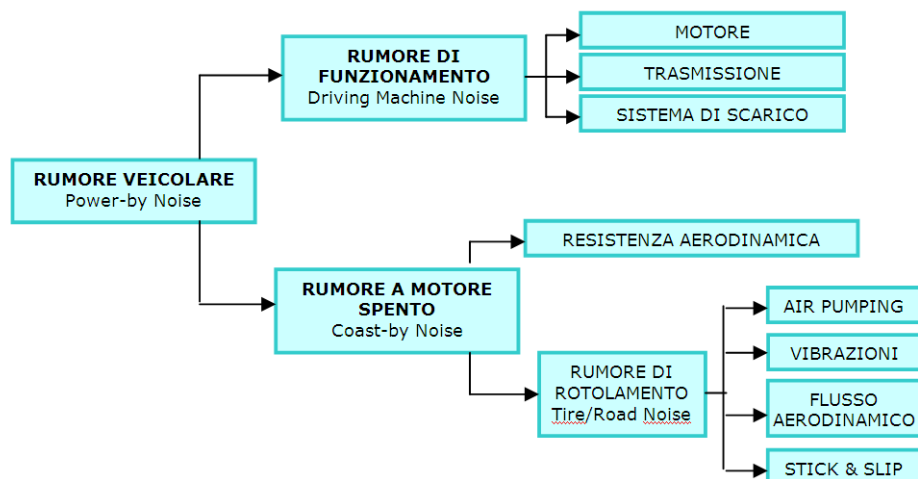 RUMORE VEICOLARE
Power-by Noise
RUMORE DI
FUNZIONAMENTO
Driving Machine Noise
MOTORE
TRASMISSIONE
SISTEMA DI SCARICO
RUMORE A MOTORE
SPENTO
Coast-by Noise
RESISTENZA AERODINAMICA
RUMORE DI
ROTOLAMENTO
Tire/Road Noise
AIR PUMPING
VIBRAZIONI
FLUSSO
AERODINAMICO
STICK & SLIP